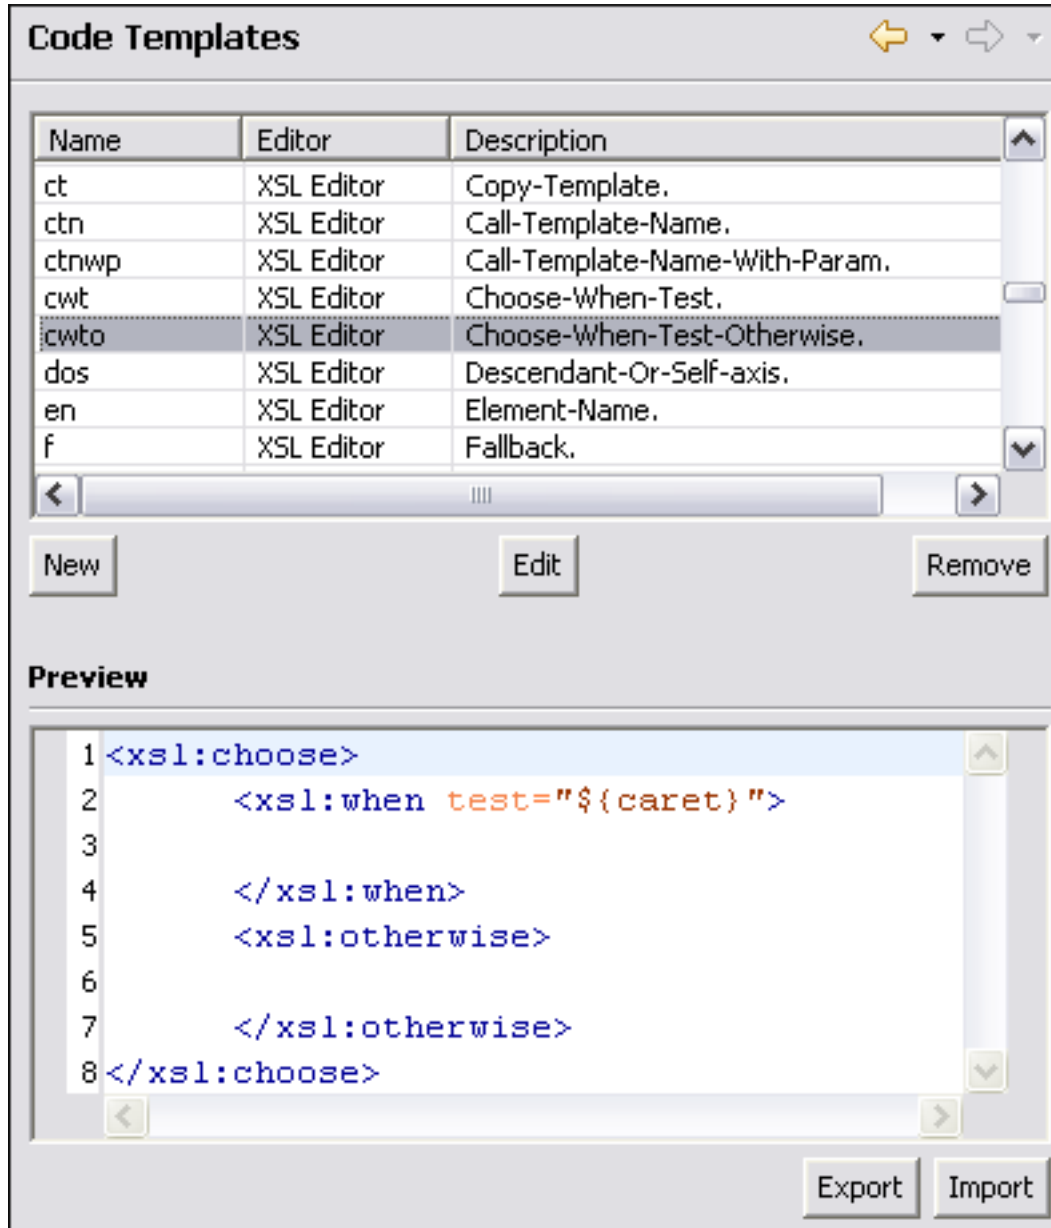 Code Templates
Name Editor Description
ct XSL Editor Copy-Template.
ctn XSL Editor Call-Template-Name.
ctnwp XSL Editor Call-Template-Name-With-Param.
cwt XSL Editor Choose-When-Test.
cwto XSL Editor Choose-When-Test-Otherwise.
dos XSL Editor Descendant-Or-Self-axis.
en XSL Editor Element-Name.
f XSL Editor Fallback.
New Edit Remove
Preview
1 <xsl:choose>
2 <xsl:when test="${caret}">
3
4 </xsl:when>
5 <xsl:otherwise>
6
7 </xsl:otherwise>
8 </xsl:choose>
Export Import